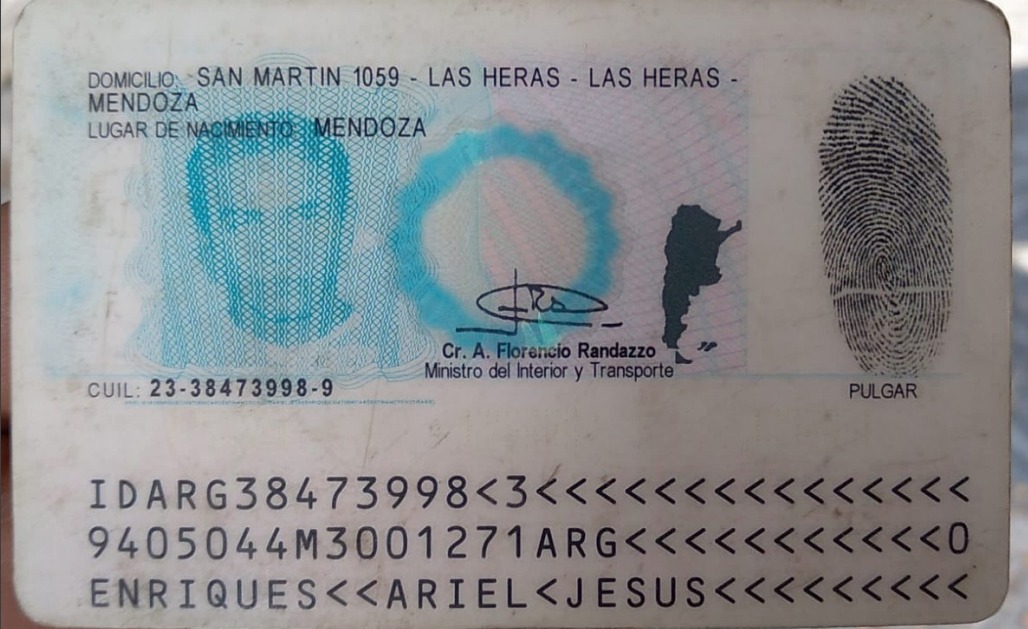 DOMICILIO: SAN MARTIN 1059 - LAS HERAS - LAS HERAS -
MENDOZA
LUGAR DE NACIMIENTO: MENDOZA
Cr. A. Florencio Randazzo
Ministro del Interior y Transporte
CUIL: 23-38473998-9
PULGAR
IDARG38473998<3<<<<<<<<<<<<<<<
9405044M3001271ARG<<<<<<<<<<<0
ENRIQUES<<ARIEL<JESUS<<<<<<<<<